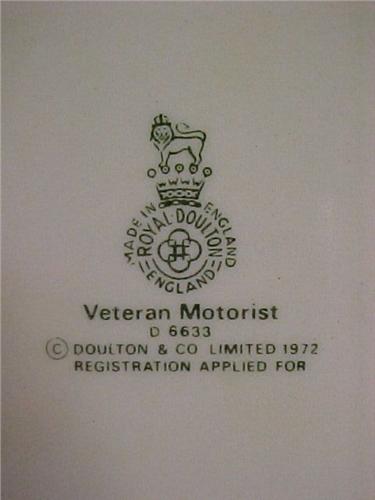 MADE IN ENGLAND
ROYAL·DOULTON
ENGLAND
Veteran Motorist
D 6633
© DOULTON & CO LIMITED 1972
REGISTRATION APPLIED FOR